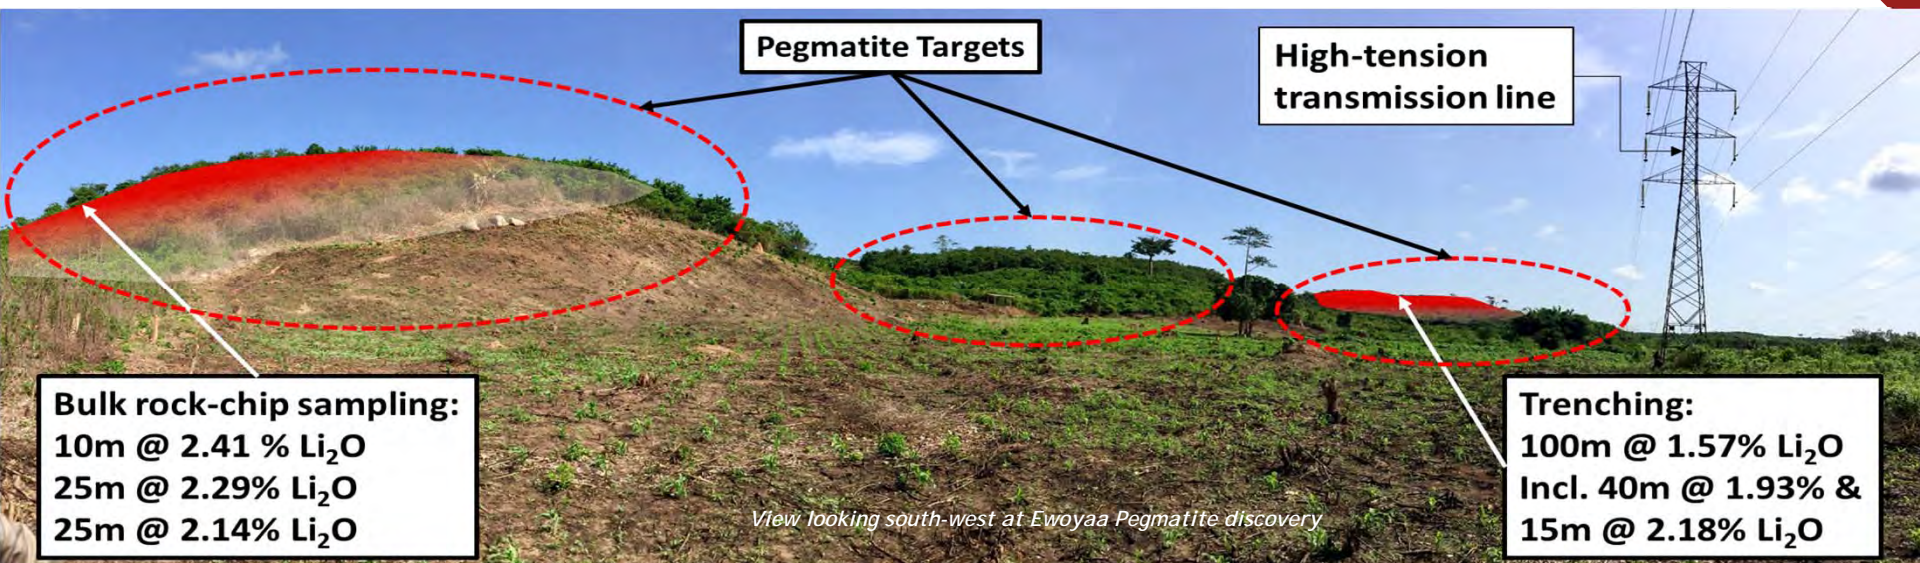 Pegmatite Targets
High-tension
transmission line
Bulk rock-chip sampling:
10m @ 2.41 % Li₂O
25m @ 2.29% Li₂O
25m @ 2.14% Li₂O
Trenching:
100m @ 1.57% Li₂O
Incl. 40m @ 1.93% &
15m @ 2.18% Li₂O
View looking south-west at Ewoyaa Pegmatite discovery